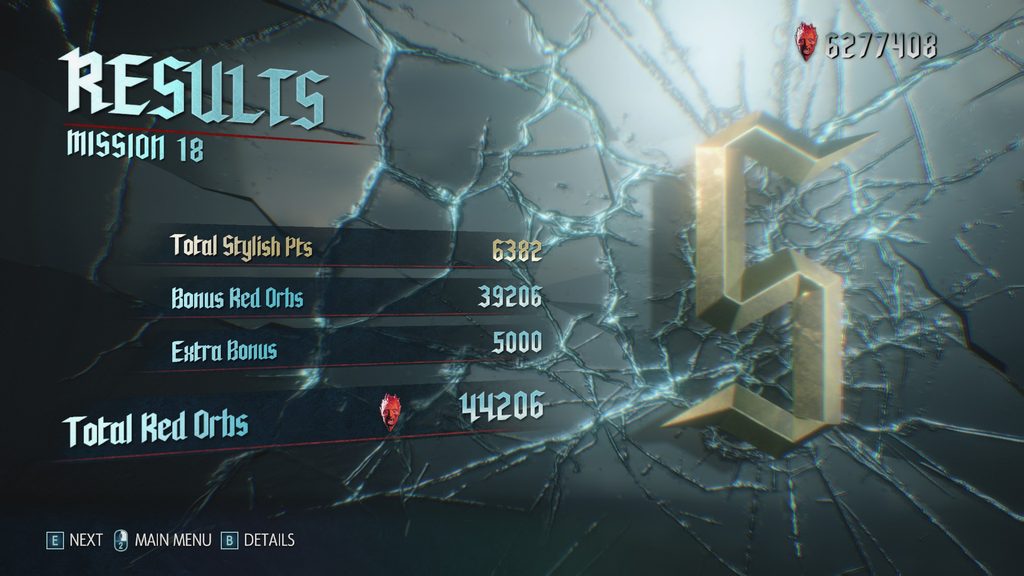 6277408
RESULTS
MISSION 18
Total Stylish Pts 6382
Bonus Red Orbs 39206
Extra Bonus 5000
Total Red Orbs 44206
S
E NEXT 2 MAIN MENU B DETAILS